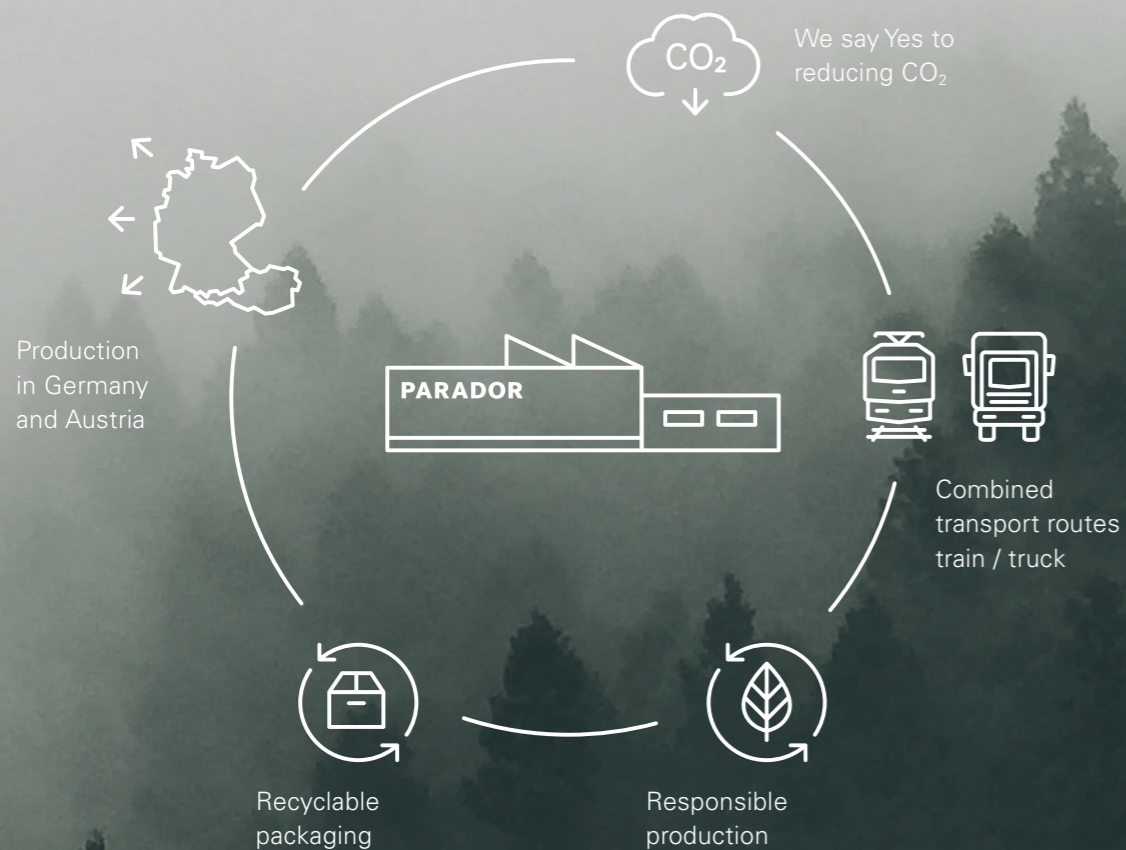 CO₂
We say Yes to
reducing CO₂
Production
in Germany
and Austria
PARADOR
Combined
transport routes
train / truck
Recyclable
packaging
Responsible
production